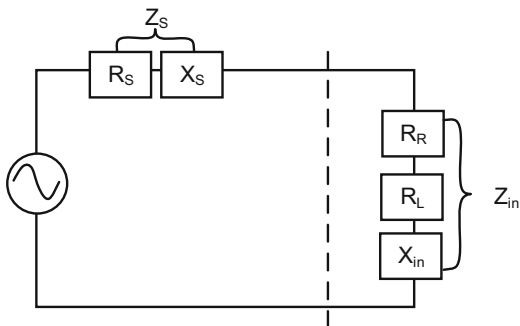 Z_S
R_S X_S
R_R
R_L
Z_in
X_in